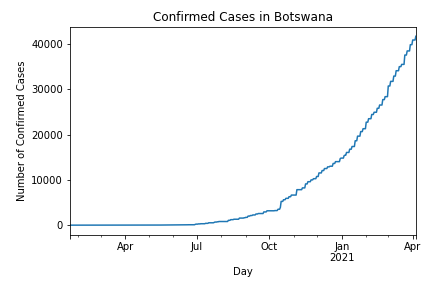 Confirmed Cases in Botswana
Number of Confirmed Cases
40000
30000
20000
10000
0
Apr Jul Oct Jan Apr
2021
Day